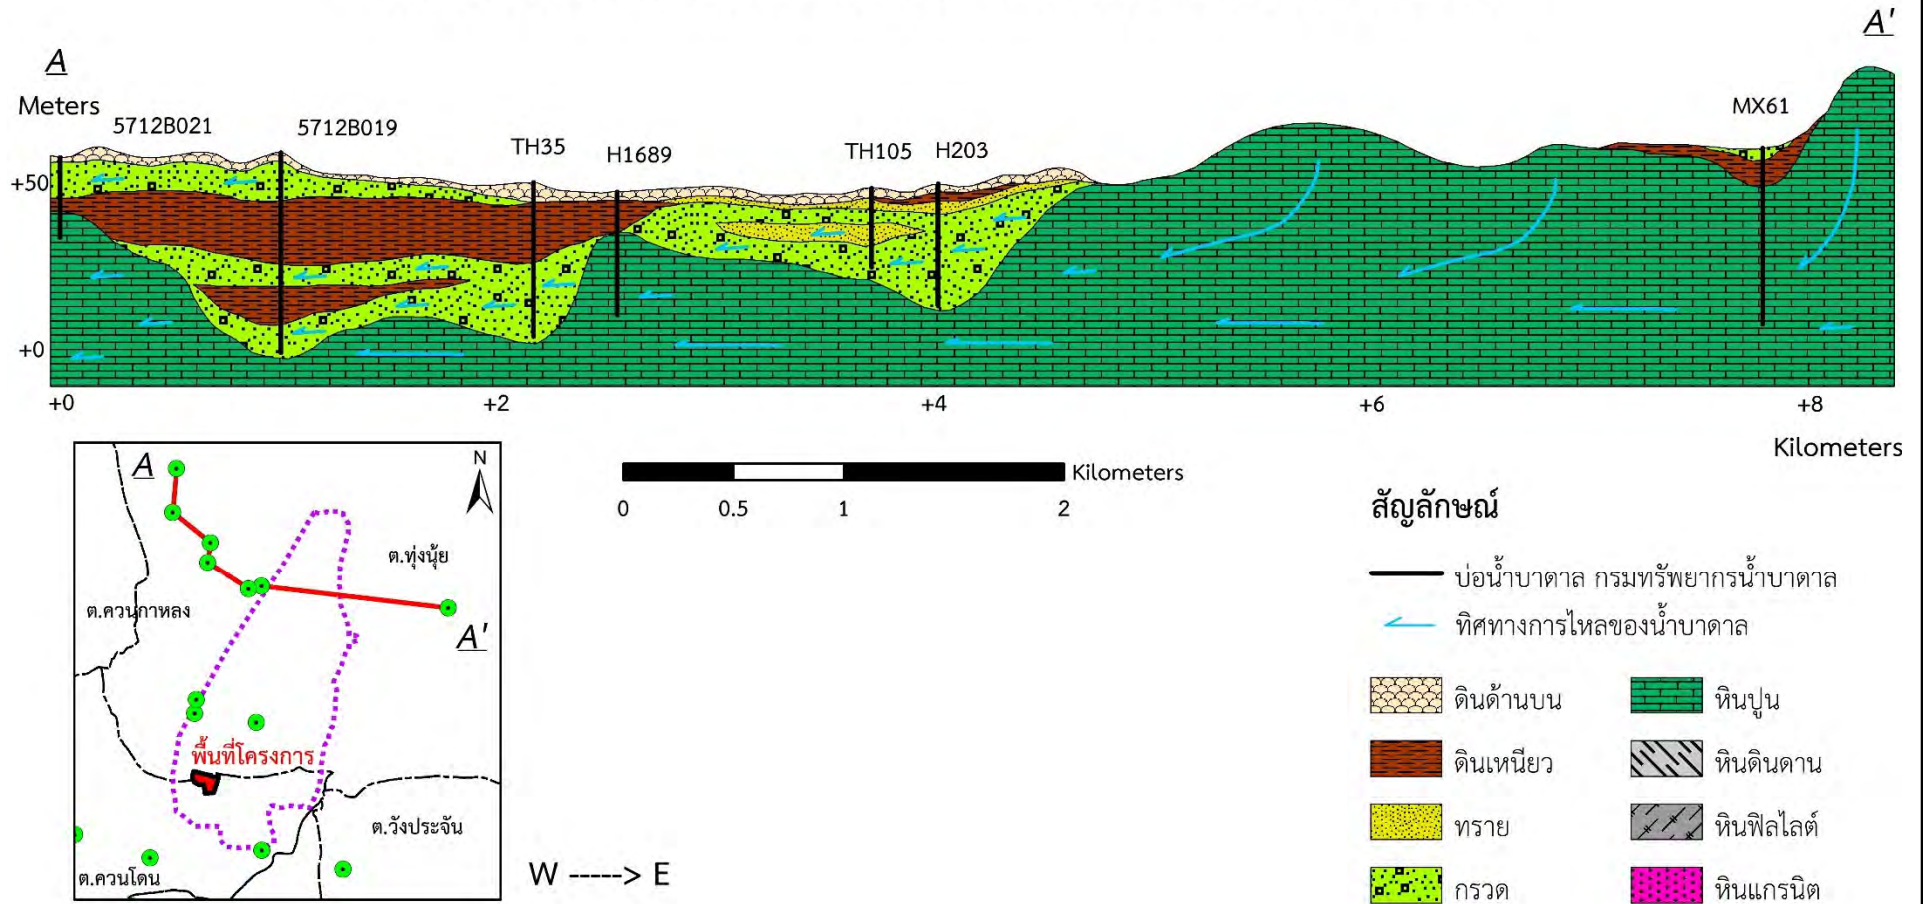 A
A'
Meters
5712B021
5712B019
TH35
H1689
TH105
H203
MX61
+50
+0
+0
+2
+4
+6
+8
Kilometers
A
N
ต.ทุ่งนุ้ย
ต.ควนกาหลง
A'
พื้นที่โครงการ
ต.วังประจัน
ต.ควนโดน
Kilometers
0 0.5 1 2
W -----> E
สัญลักษณ์
บ่อน้ำบาดาล กรมทรัพยากรน้ำบาดาล
ทิศทางการไหลของน้ำบาดาล
ดินด้านบน
หินปูน
ดินเหนียว
หินดินดาน
ทราย
หินฟิลไลต์
กรวด
หินแกรนิต